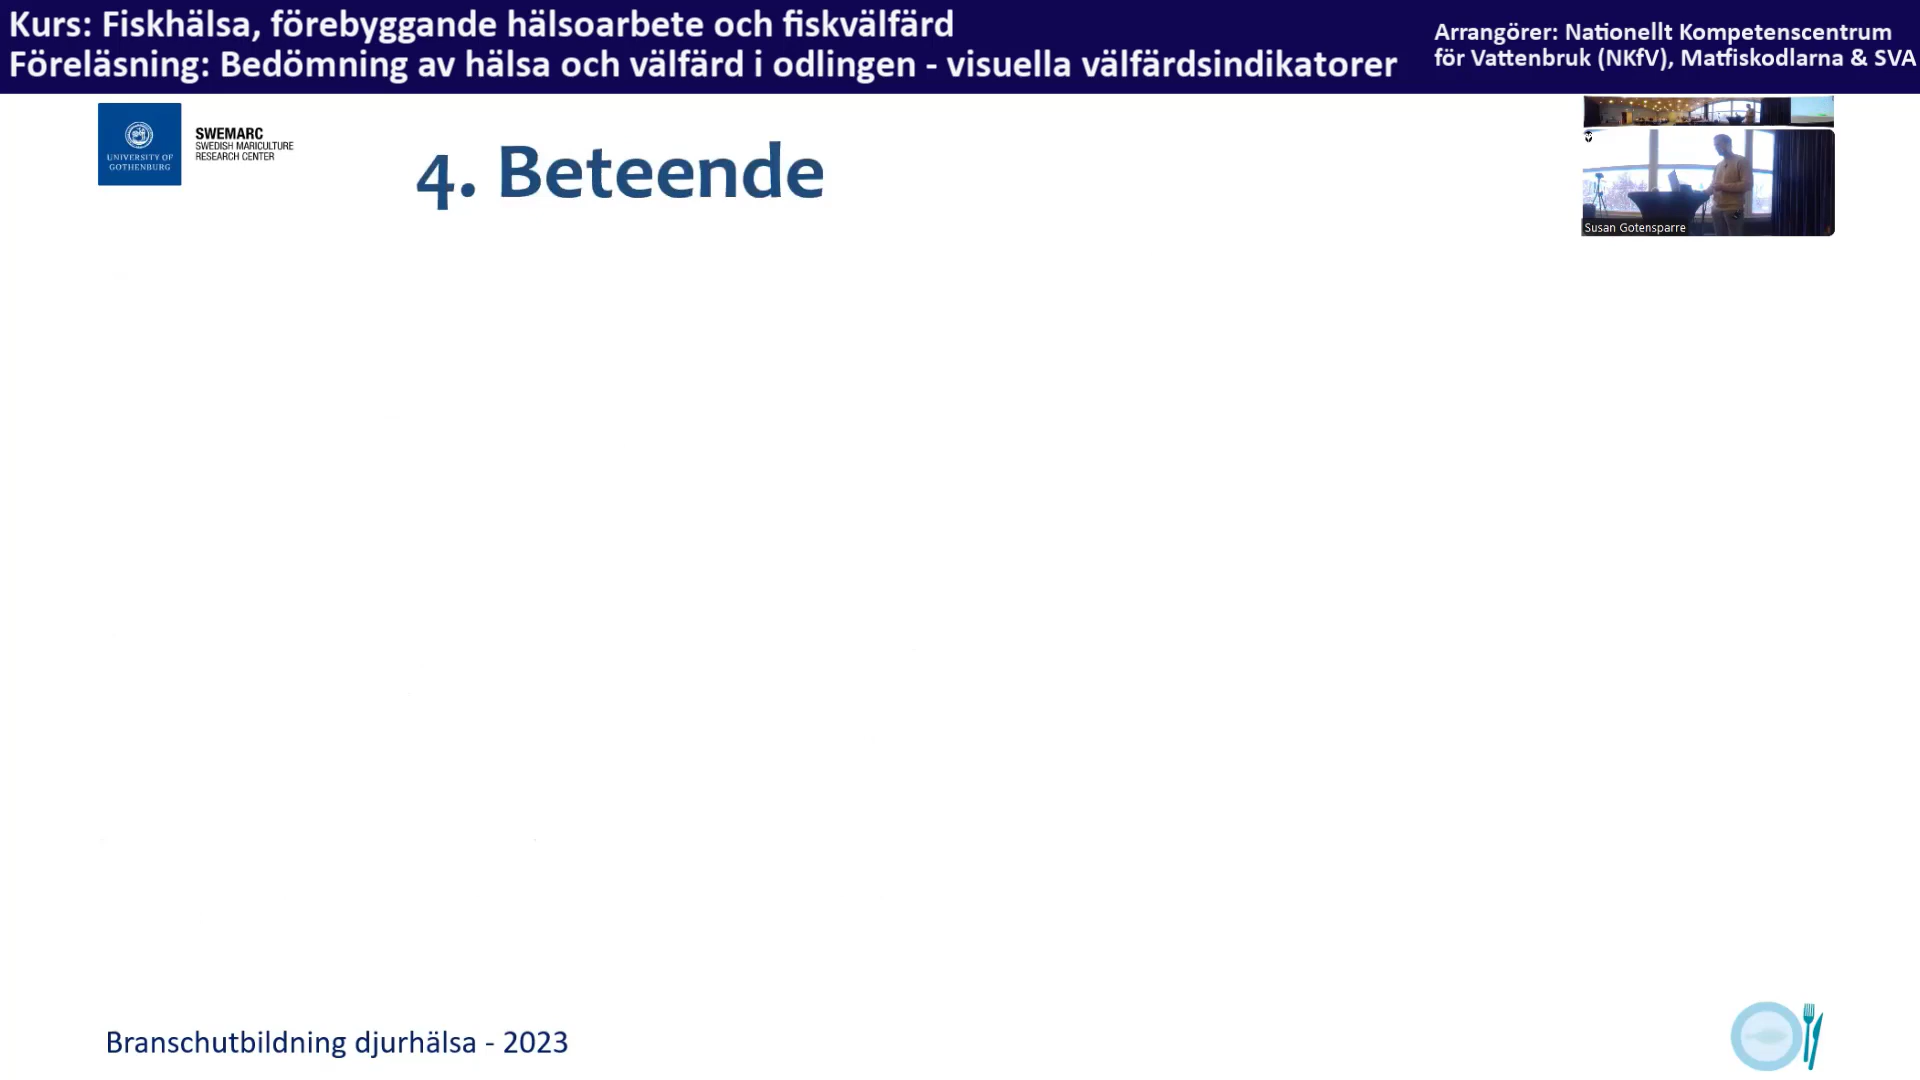 Kurs: Fiskhälsa, förebyggande hälsoarbete och fiskvälfärd
Föreläsning: Bedömning av hälsa och välfärd i odlingen - visuella välfärdsindikatorer
Arrangörer: Nationellt Kompetenscentrum
för Vattenbruk (NKfV), Matfiskodlarna & SVA
UNIVERSITY OF
GOTHENBURG
SWEMARC
SWEDISH MARICULTURE
RESEARCH CENTER
4. Beteende
Susan Gotensparre
Branschutbildning djurhälsa - 2023